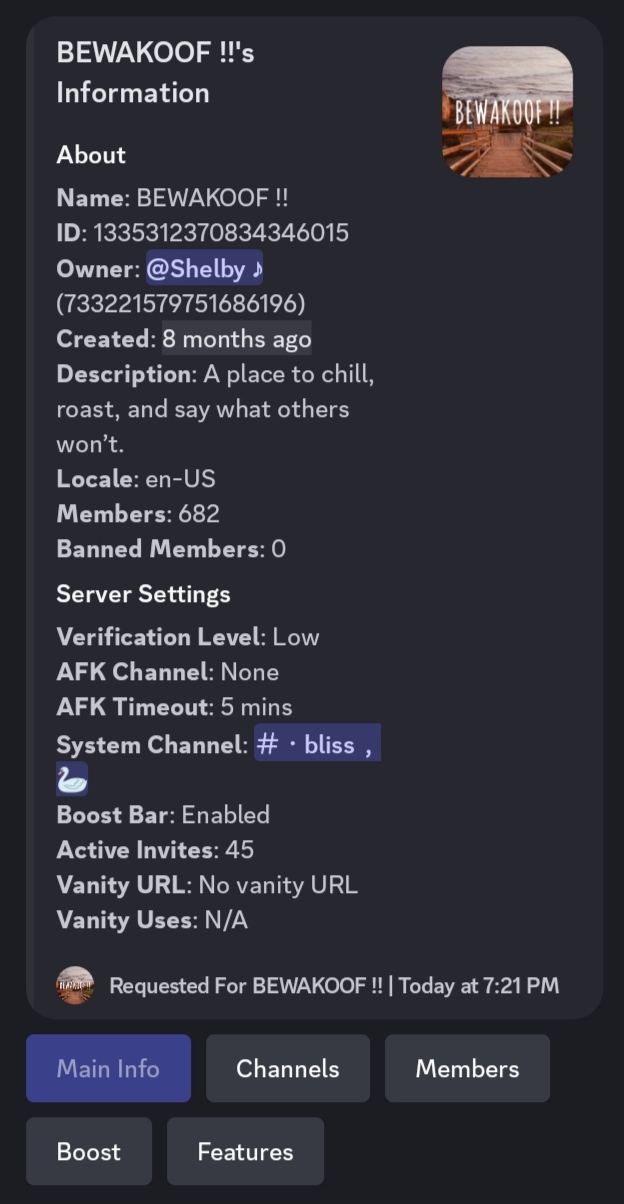 BEWAKOOF !!'s
Information
BEWAKOOF !!
About
Name: BEWAKOOF !!
ID: 1335312370834346015
Owner: @Shelby ♪
(733221579751686196)
Created: 8 months ago
Description: A place to chill,
roast, and say what others
won’t.
Locale: en-US
Members: 682
Banned Members: 0
Server Settings
Verification Level: Low
AFK Channel: None
AFK Timeout: 5 mins
System Channel: # · bliss ,
🦢
Boost Bar: Enabled
Active Invites: 45
Vanity URL: No vanity URL
Vanity Uses: N/A
BEWAKOOF !!
Requested For BEWAKOOF !! | Today at 7:21 PM
Main Info
Channels
Members
Boost
Features